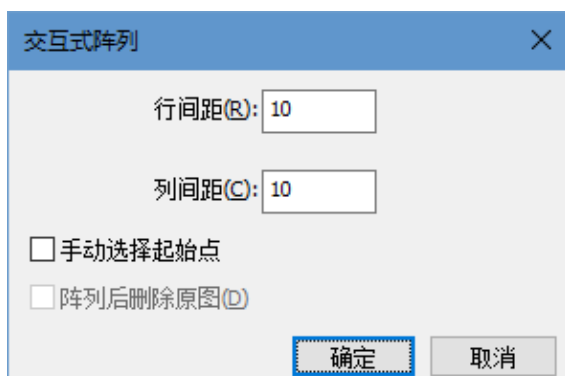 交互式阵列
行间距(R): 10
列间距(C): 10
手动选择起始点
阵列后删除原图(D)
确定 取消